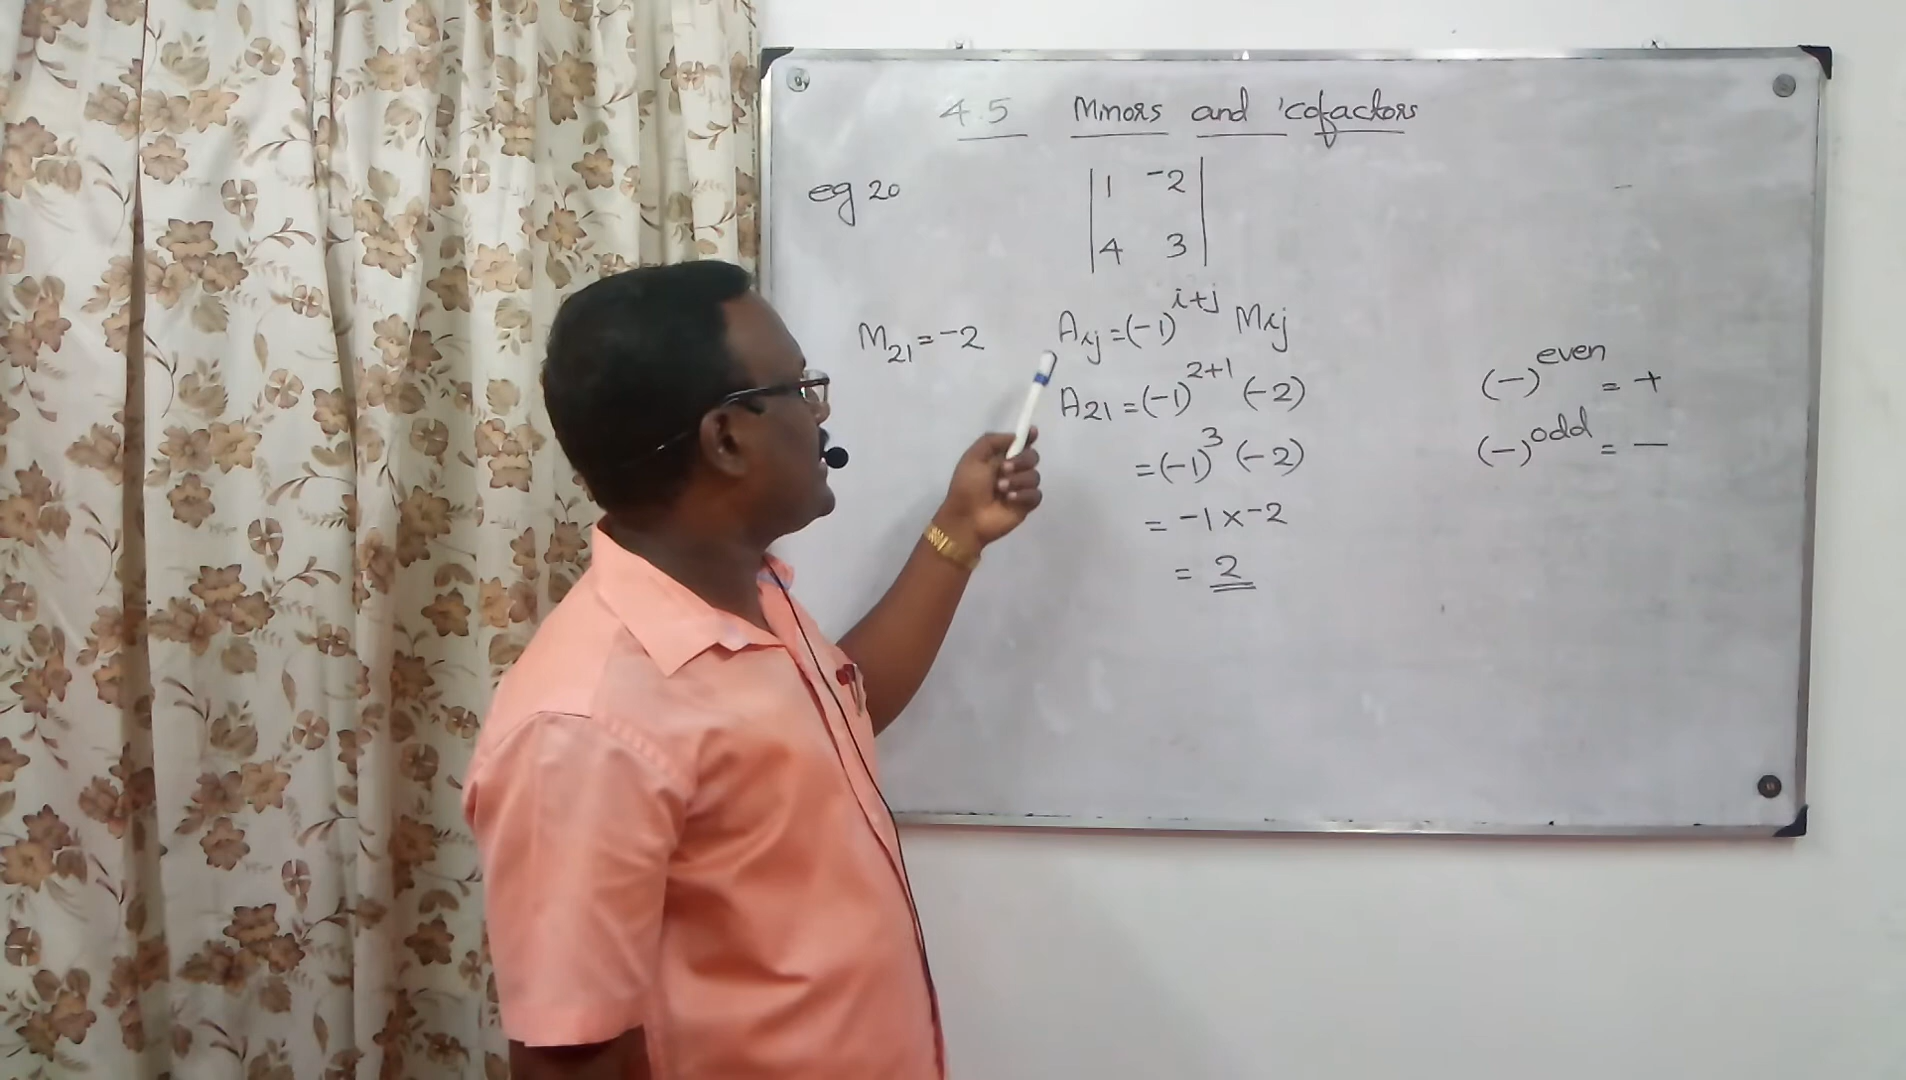 4.5 Minors and cofactors
eg 20
| 1 -2 |
| 4 3 |
M21 = -2
Aij = (-1)^i+j Mij
A21 = (-1)^2+1 (-2)
= (-1)^3 (-2)
= -1 x -2
= 2
(-)^even = +
(-)^odd = -